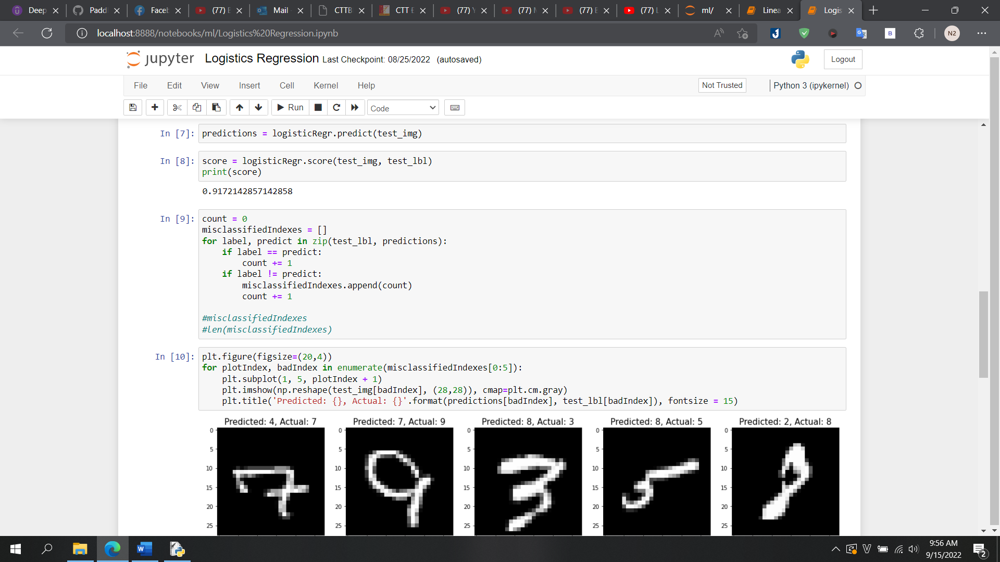 Deep
Padd
Faceb
(77) B
Mail -
CTTB
CTT Đ
(77) Y
(77) M
(77) B
(77) L
ml/
Linea
Logis
localhost:8888/notebooks/ml/Logistics%20Regression.ipynb
N2
jupyter Logistics Regression Last Checkpoint: 08/25/2022 (autosaved)
Logout
File Edit View Insert Cell Kernel Help
Not Trusted
Python 3 (ipykernel)
Run
Code
In [7]: predictions = logisticRegr.predict(test_img)
In [8]: score = logisticRegr.score(test_img, test_lbl)
print(score)
0.9172142857142858
In [9]: count = 0
misclassifiedIndexes = []
for label, predict in zip(test_lbl, predictions):
    if label == predict:
        count += 1
    if label != predict:
        misclassifiedIndexes.append(count)
        count += 1
#misclassifiedIndexes
#len(misclassifiedIndexes)
In [10]: plt.figure(figsize=(20,4))
for plotIndex, badIndex in enumerate(misclassifiedIndexes[0:5]):
    plt.subplot(1, 5, plotIndex + 1)
    plt.imshow(np.reshape(test_img[badIndex], (28,28)), cmap=plt.cm.gray)
    plt.title('Predicted: {}, Actual: {}'.format(predictions[badIndex], test_lbl[badIndex]), fontsize = 15)
Predicted: 4, Actual: 7
Predicted: 7, Actual: 9
Predicted: 8, Actual: 3
Predicted: 8, Actual: 5
Predicted: 2, Actual: 8
0 0 0 0 0
5 5 5 5 5
10 10 10 10 10
15 15 15 15 15
20 20 20 20 20
25 25 25 25 25
7 9 3 5 8
9:56 AM
9/15/2022
2